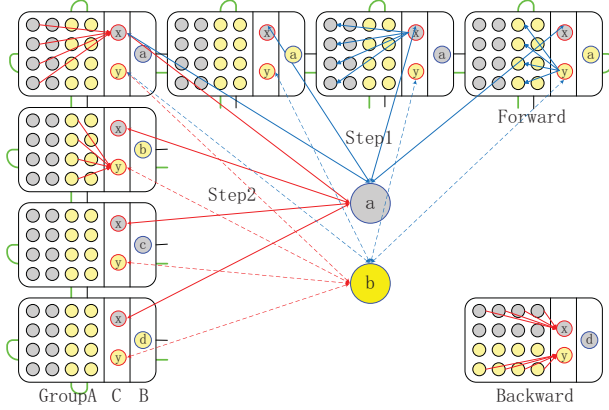 x a x a x a x a
y y y y
Forward
x b
y
Step1
Step2
a
x c
y
b
x d
y
x d
y
GroupA C B
Backward